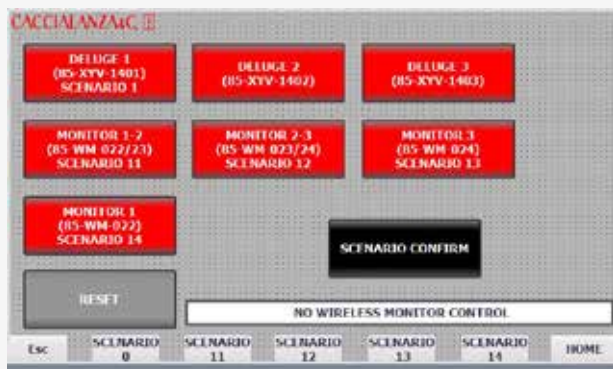 CACCIALANZA&C.
DELUGE 1
(85-XYV-1401)
SCENARIO 1
DELUGE 2
(85-XYV-1402)
DELUGE 3
(85-XYV-1403)
MONITOR 1-2
(85-WM 022/23)
SCENARIO 11
MONITOR 2-3
(85-WM 023/24)
SCENARIO 12
MONITOR 3
(85-WM 024)
SCENARIO 13
MONITOR 1
(85-WM-022)
SCENARIO 14
SCENARIO CONFIRM
RESET
NO WIRELESS MONITOR CONTROL
Esc
SCENARIO
0
SCENARIO
11
SCENARIO
12
SCENARIO
13
SCENARIO
14
HOME